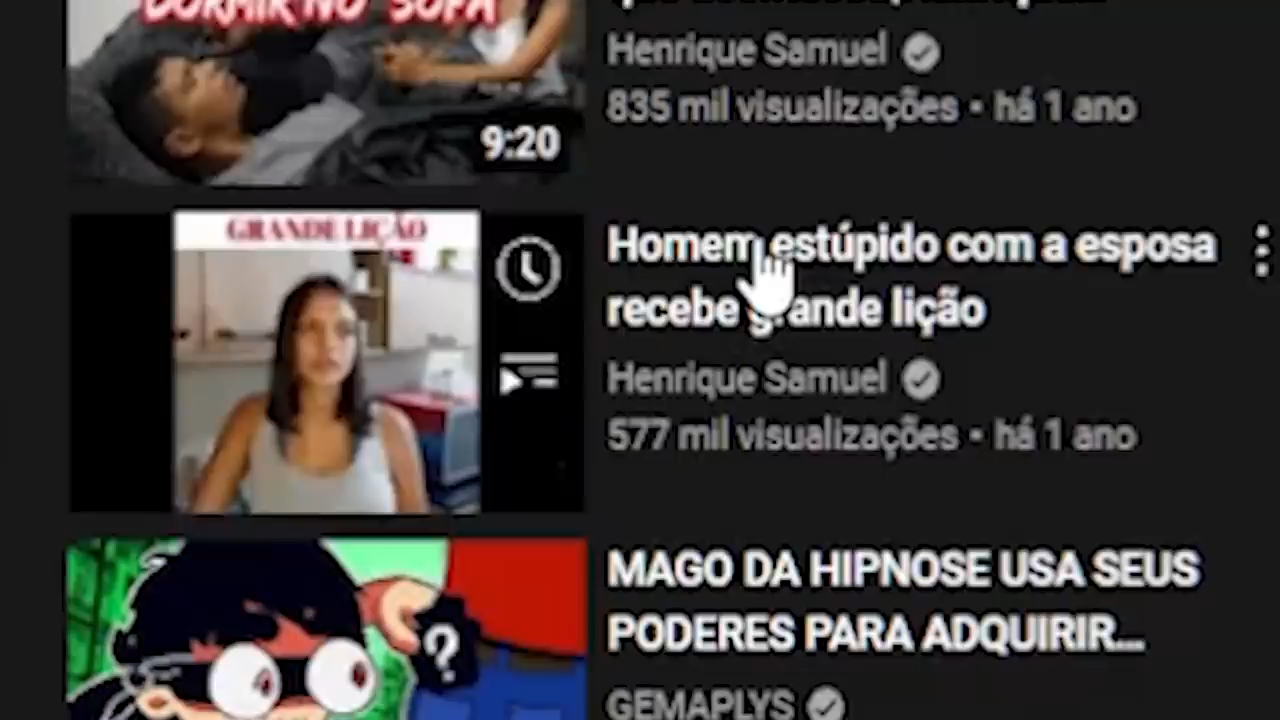 DORMIR NO SOFÁ
Henrique Samuel
835 mil visualizações • há 1 ano
9:20
GRANDE LIÇÃO
Homem estúpido com a esposa
recebe grande lição
Henrique Samuel
577 mil visualizações • há 1 ano
MAGO DA HIPNOSE USA SEUS
PODERES PARA ADQUIRIR...
?
GEMAPLYS